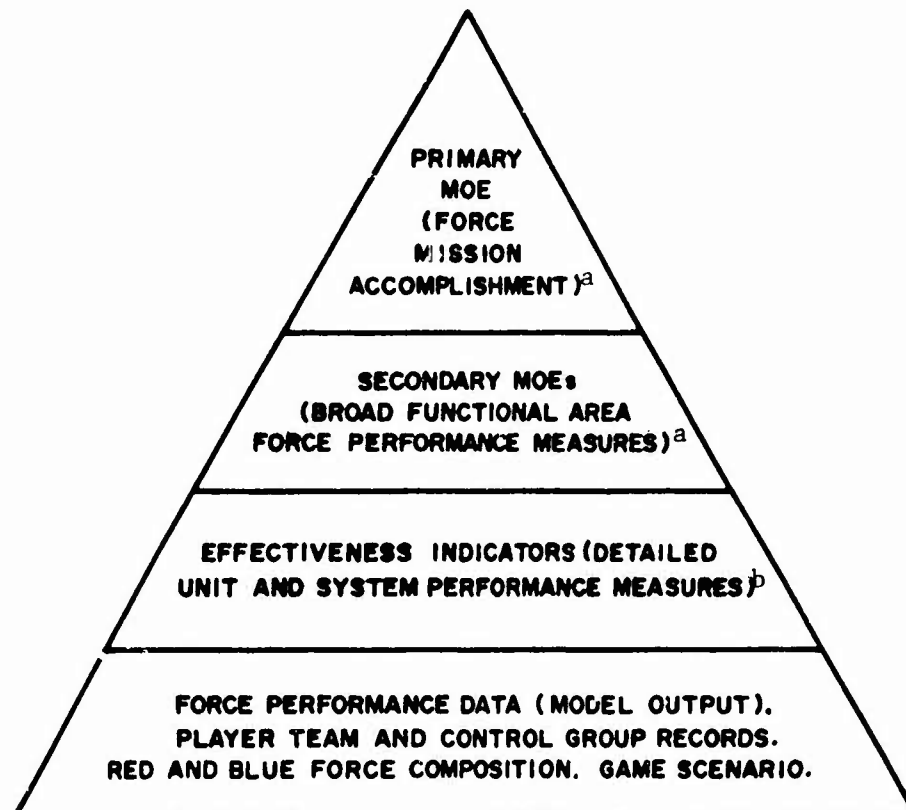 PRIMARY
MOE
(FORCE
MISSION
ACCOMPLISHMENT)a
SECONDARY MOEs
(BROAD FUNCTIONAL AREA
FORCE PERFORMANCE MEASURES)a
EFFECTIVENESS INDICATORS (DETAILED
UNIT AND SYSTEM PERFORMANCE MEASURES)b
FORCE PERFORMANCE DATA (MODEL OUTPUT).
PLAYER TEAM AND CONTROL GROUP RECORDS.
RED AND BLUE FORCE COMPOSITION. GAME SCENARIO.